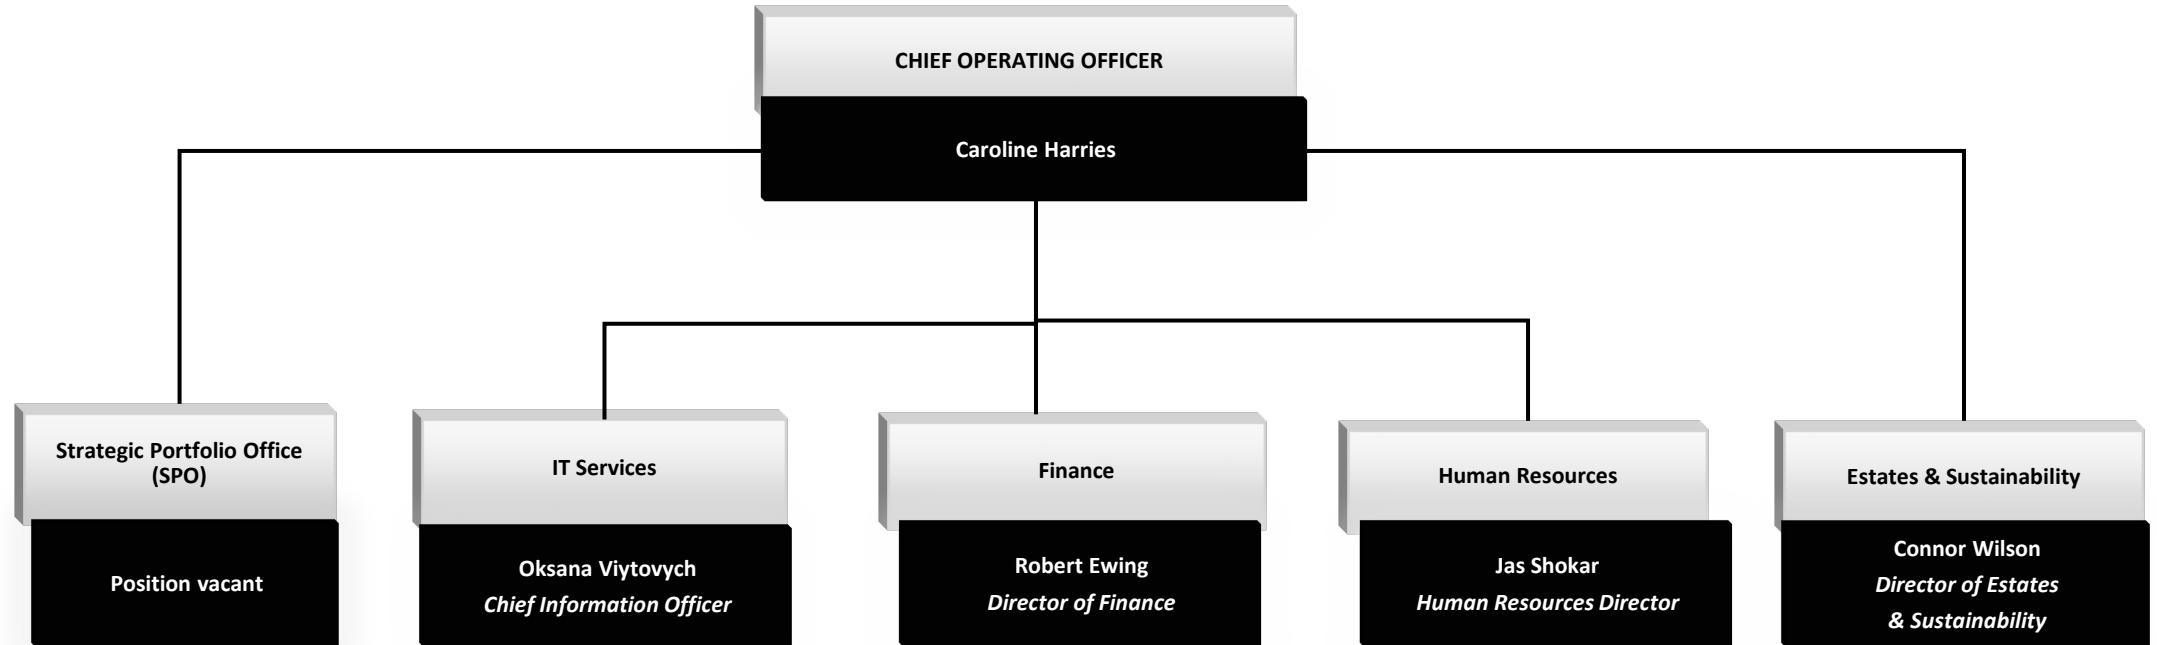 CHIEF OPERATING OFFICER
Caroline Harries
Strategic Portfolio Office
(SPO)
Position vacant
IT Services
Oksana Viytovych
Chief Information Officer
Finance
Robert Ewing
Director of Finance
Human Resources
Jas Shokar
Human Resources Director
Estates & Sustainability
Connor Wilson
Director of Estates
& Sustainability